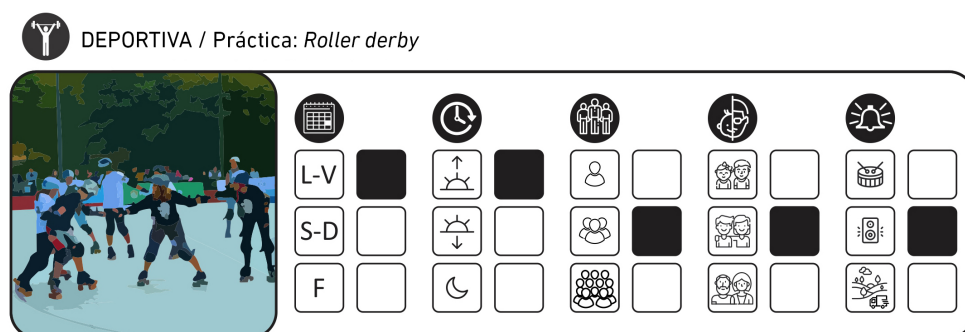 DEPORTIVA / Práctica: Roller derby
L-V
S-D
F